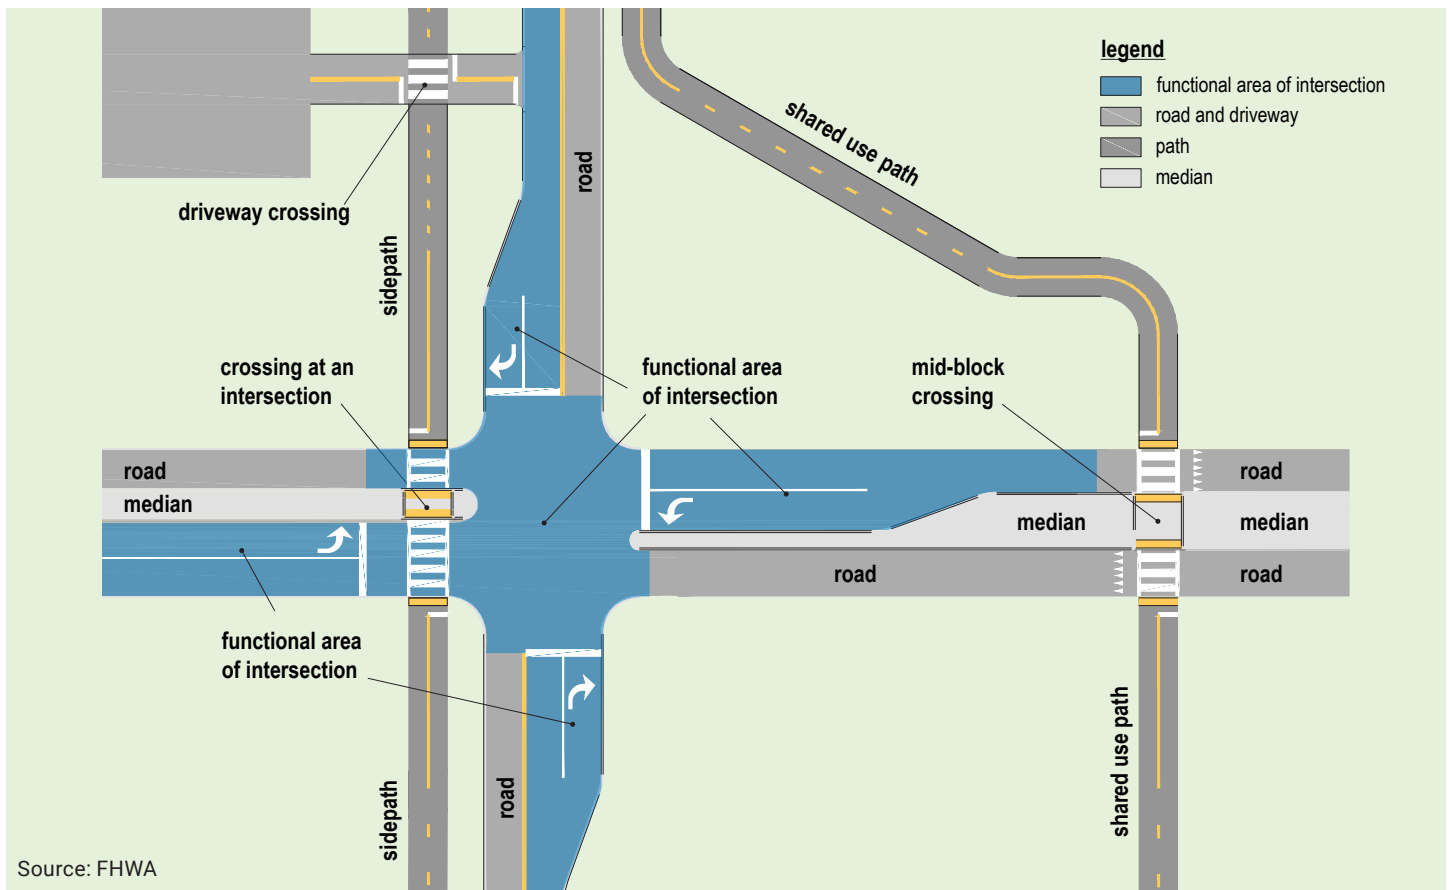 legend
functional area of intersection
road and driveway
path
median
shared use path
road
driveway crossing
sidepath
crossing at an
intersection
functional area
of intersection
mid-block
crossing
road
median
road
median
median
road
road
functional area
of intersection
shared use path
road
sidepath
Source: FHWA